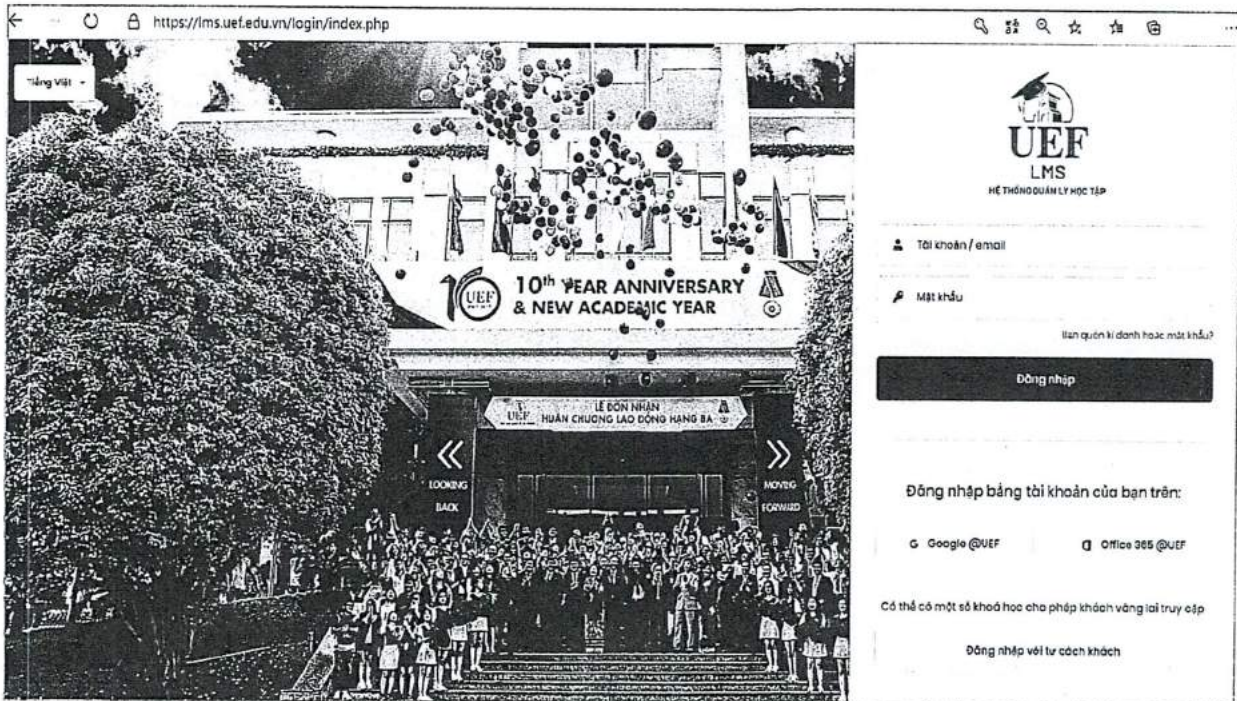 https://lms.uef.edu.vn/login/index.php
Tiếng Việt
UEF
10th YEAR ANNIVERSARY
& NEW ACADEMIC YEAR
UEF
LỄ ĐÓN NHẬN
HUÂN CHƯƠNG LAO ĐỘNG HẠNG BA
LOOKING
BACK
MOVING
FORWARD
UEF
LMS
HỆ THỐNG QUẢN LÝ HỌC TẬP
Tài khoản / email
Mật khẩu
Bạn quên kí danh hoặc mật khẩu?
Đăng nhập
Đăng nhập bằng tài khoản của bạn trên:
G Google @UEF
Office 365 @UEF
Có thể có một số khoá học cho phép khách vãng lai truy cập
Đăng nhập với tư cách khách